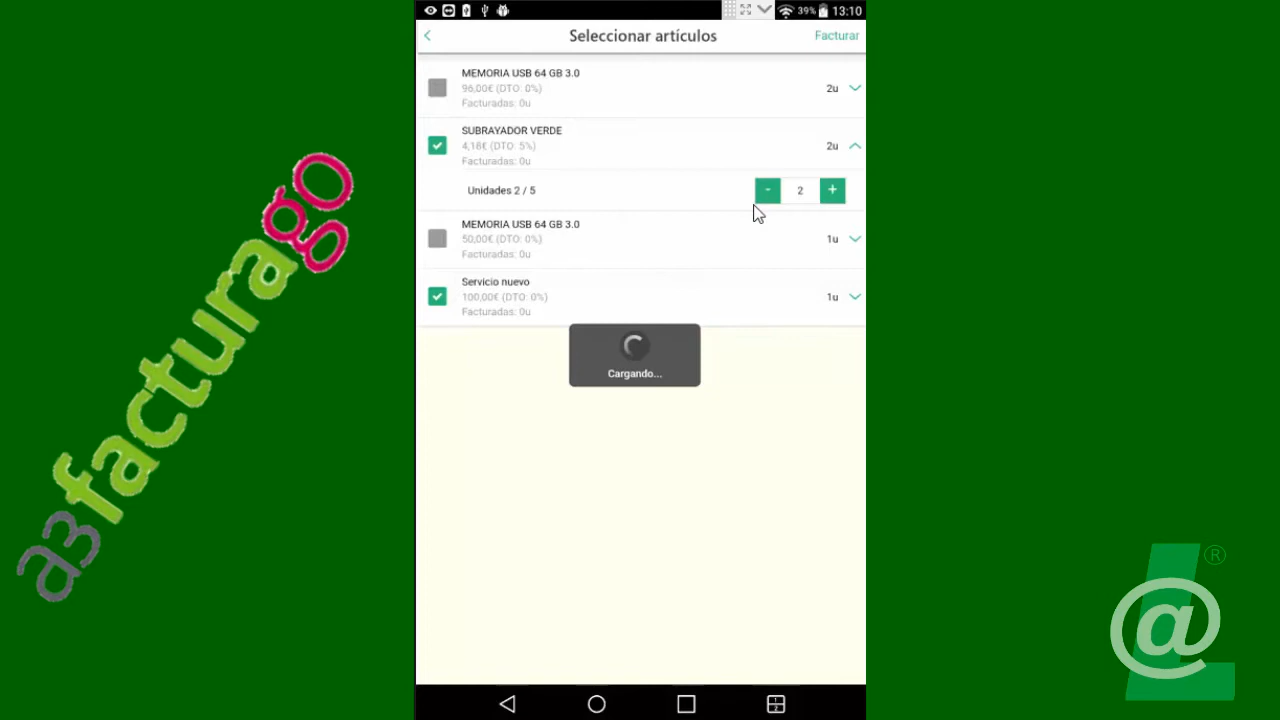 39% 13:10
Seleccionar artículos
Facturar
MEMORIA USB 64 GB 3.0
96,00€ (DTO: 0%)
Facturadas: 0u
2u
SUBRAYADOR VERDE
4,18€ (DTO: 5%)
Facturadas: 0u
2u
Unidades 2 / 5
- 2 +
MEMORIA USB 64 GB 3.0
50,00€ (DTO: 0%)
Facturadas: 0u
1u
Servicio nuevo
100,00€ (DTO: 0%)
Facturadas: 0u
1u
Cargando...
a3facturago
L@®